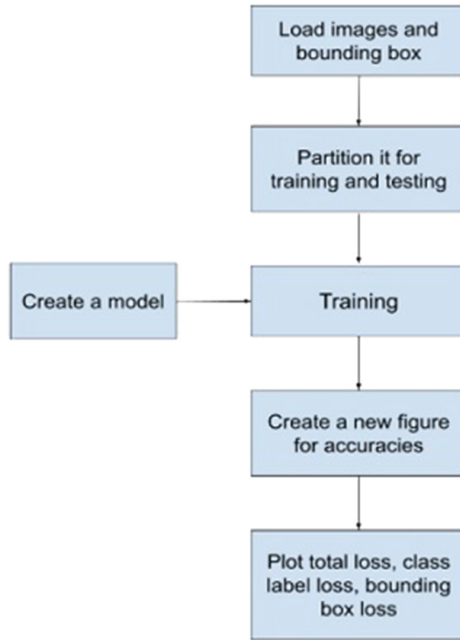 Load images and
bounding box
Partition it for
training and testing
Create a model
Training
Create a new figure
for accuracies
Plot total loss, class
label loss, bounding
box loss